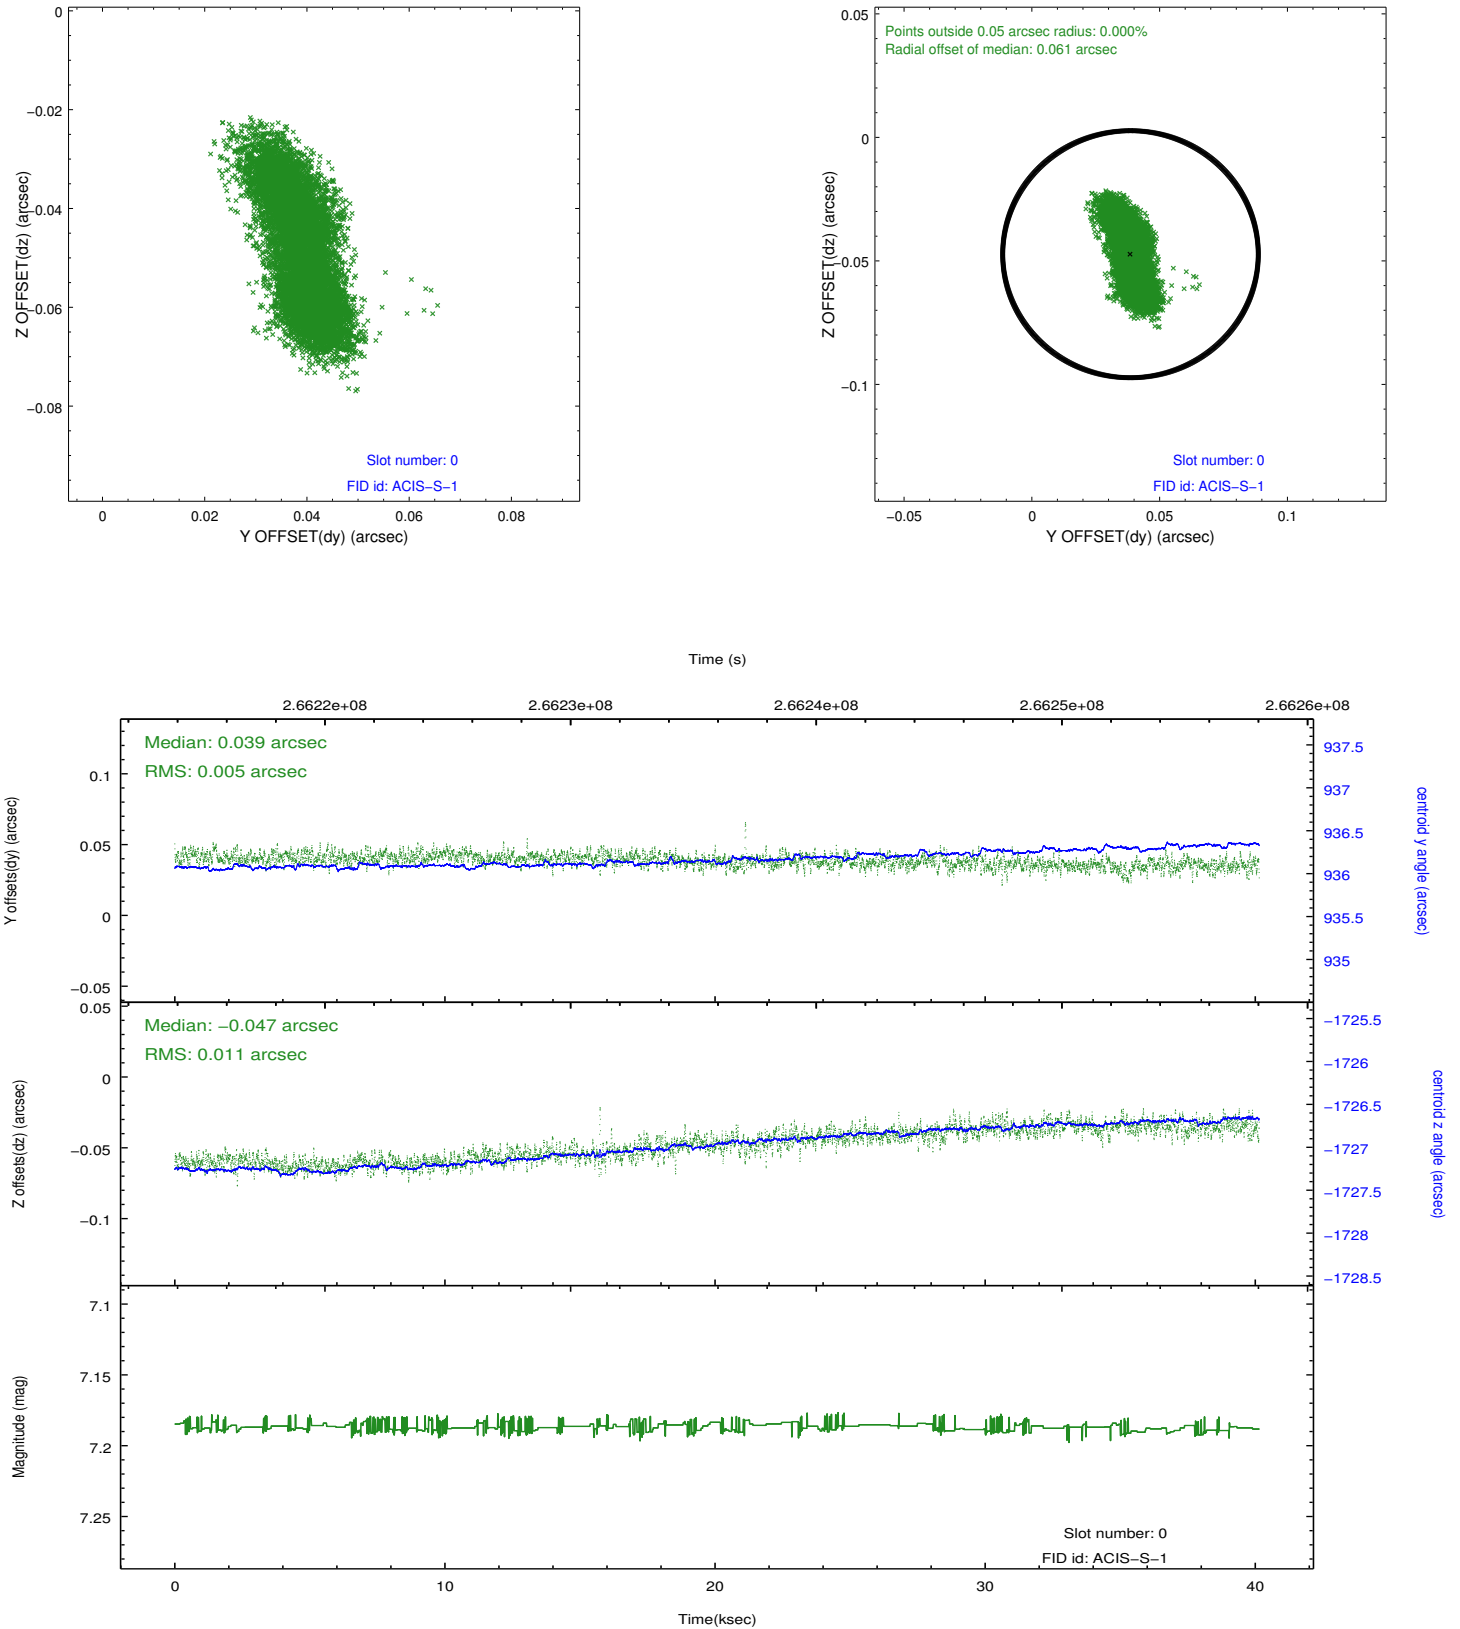 0
−0.02
−0.04
−0.06
−0.08
Z OFFSET(dz) (arcsec)
Slot number: 0
FID id: ACIS−S−1
0
0.02
0.04
0.06
0.08
Y OFFSET(dy) (arcsec)
Points outside 0.05 arcsec radius: 0.000%
Radial offset of median: 0.061 arcsec
0.05
0
−0.05
−0.1
Z OFFSET(dz) (arcsec)
Slot number: 0
FID id: ACIS−S−1
−0.05
0
0.05
0.1
Y OFFSET(dy) (arcsec)
Time (s)
2.6622e+08
2.6623e+08
2.6624e+08
2.6625e+08
2.6626e+08
Median: 0.039 arcsec
RMS: 0.005 arcsec
0.1
0.05
0
−0.05
Y offsets(dy) (arcsec)
937.5
937
936.5
936
935.5
935
centroid y angle (arcsec)
Median: −0.047 arcsec
RMS: 0.011 arcsec
0.05
0
−0.05
−0.1
Z offsets(dz) (arcsec)
−1725.5
−1726
−1726.5
−1727
−1727.5
−1728
−1728.5
centroid z angle (arcsec)
7.1
7.15
7.2
7.25
Magnitude (mag)
Slot number: 0
FID id: ACIS−S−1
0
10
20
30
40
Time(ksec)